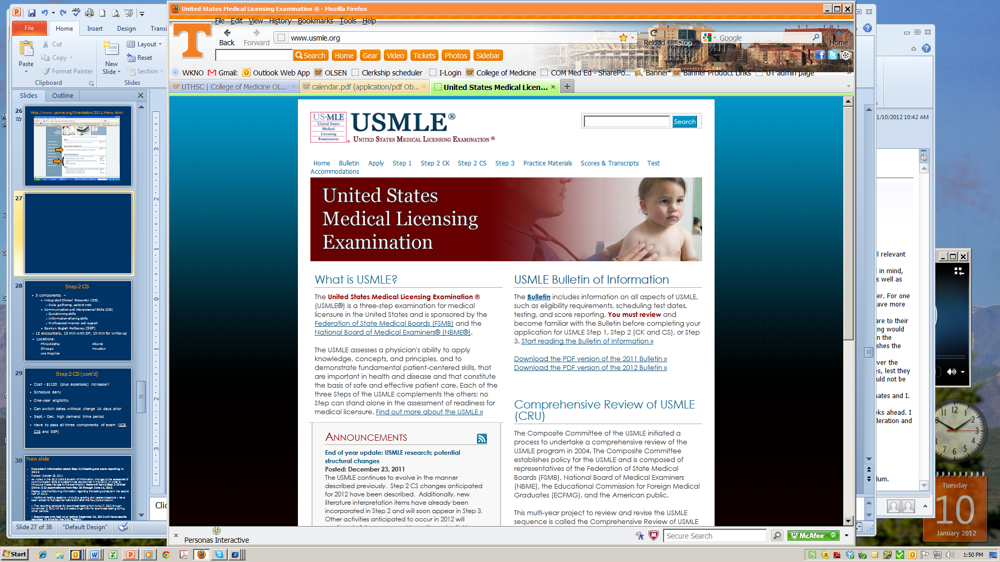 United States Medical Licensing Examination ® - Mozilla Firefox
File Edit View History Bookmarks Tools Help
Back Forward www.usmle.org Reload Stop Google Home
Search Home Gear Video Tickets Photos Sidebar
WKNO Gmail: Outlook Web App OLSEN Clerkship scheduler I-Login College of Medicine COM Med Ed - SharePo... Banner Banner Product Links UT admin page
UTHSC | College of Medicine OL... calendar.pdf (application/pdf Ob... United States Medical Licen...
File Home Insert Design Transi
Paste
Cut
Copy
Format Painter
Clipboard
New Slide
Layout
Reset
Section
Slides
Slides Outline
26
http://www.usmle.org/Orientation/2011/Menu.html
27
28
Step 2 CS
3 components –
Integrated Clinical Encounter (ICE),
Data gathering, patient note
Communication and Interpersonal Skills (CIS)
Questioning skills
Information-sharing skills
Professional manner and rapport
Spoken English Proficiency (SEP)
12 encounters, 15 min with SP, 10 min for write-up
Locations:
Philadelphia Atlanta
Chicago Houston
Los Angeles
29
Step 2 CS (cont'd)
Cost - $1120 (plus expenses) Increase!!
Schedule early
One-year eligibility
Can switch dates without charge 14 days prior
Sept.- Dec. high demand time period
Have to pass all three components of exam (ICE,
CIS and SEP)
30
New slide
Important Information about Step 2 CS testing and score reporting in
2012
Posted: October 03, 2011
Slide 27 of 38 "Default Design"
Clic
US·MLE
United States
Medical
Licensing
Examination
USMLE®
UNITED STATES MEDICAL LICENSING EXAMINATION ®
Search
Home Bulletin Apply Step 1 Step 2 CK Step 2 CS Step 3 Practice Materials Scores & Transcripts Test
Accommodations
United States
Medical Licensing
Examination
What is USMLE?
The United States Medical Licensing Examination ®
(USMLE®) is a three-step examination for medical
licensure in the United States and is sponsored by the
Federation of State Medical Boards (FSMB) and the
National Board of Medical Examiners® (NBME®).
The USMLE assesses a physician's ability to apply
knowledge, concepts, and principles, and to
demonstrate fundamental patient-centered skills, that
are important in health and disease and that constitute
the basis of safe and effective patient care. Each of the
three Steps of the USMLE complements the others; no
Step can stand alone in the assessment of readiness for
medical licensure. Find out more about the USMLE »
ANNOUNCEMENTS
End of year update: USMLE research; potential
structural changes
Posted: December 23, 2011
The USMLE continues to evolve in the manner
described previously. Step 2 CS changes anticipated
for 2012 have been described. Additionally, new
literature interpretation items have already been
incorporated in Step 2 and will soon appear in Step 3.
Other activities anticipated to occur in 2012 will
USMLE Bulletin of Information
The Bulletin includes information on all aspects of USMLE,
such as eligibility requirements, scheduling test dates,
testing, and score reporting. You must review and
become familiar with the Bulletin before completing your
application for USMLE Step 1, Step 2 (CK and CS), or Step
3. Start reading the Bulletin of Information »
Download the PDF version of the 2011 Bulletin »
Download the PDF version of the 2012 Bulletin »
Comprehensive Review of USMLE
(CRU)
The Composite Committee of the USMLE initiated a
process to undertake a comprehensive review of the
USMLE program in 2004. The Composite Committee
establishes policy for the USMLE and is composed of
representatives of the Federation of State Medical
Boards (FSMB), National Board of Medical Examiners
(NBME), the Educational Commission for Foreign Medical
Graduates (ECFMG), and the American public.
This multi-year project to review and revise the USMLE
sequence is called the Comprehensive Review of USMLE
Personas Interactive
Secure Search
McAfee
1/10/2012 10:42 AM
l relevant
in mind,
s well as
er. For one
ave more
are to their
ng would
n the
shes the
ver the
s, lest they
uld not be
ates and I.
ks ahead. I
deration and
lum.
Tuesday
10
January 2012
Start
1:50 PM